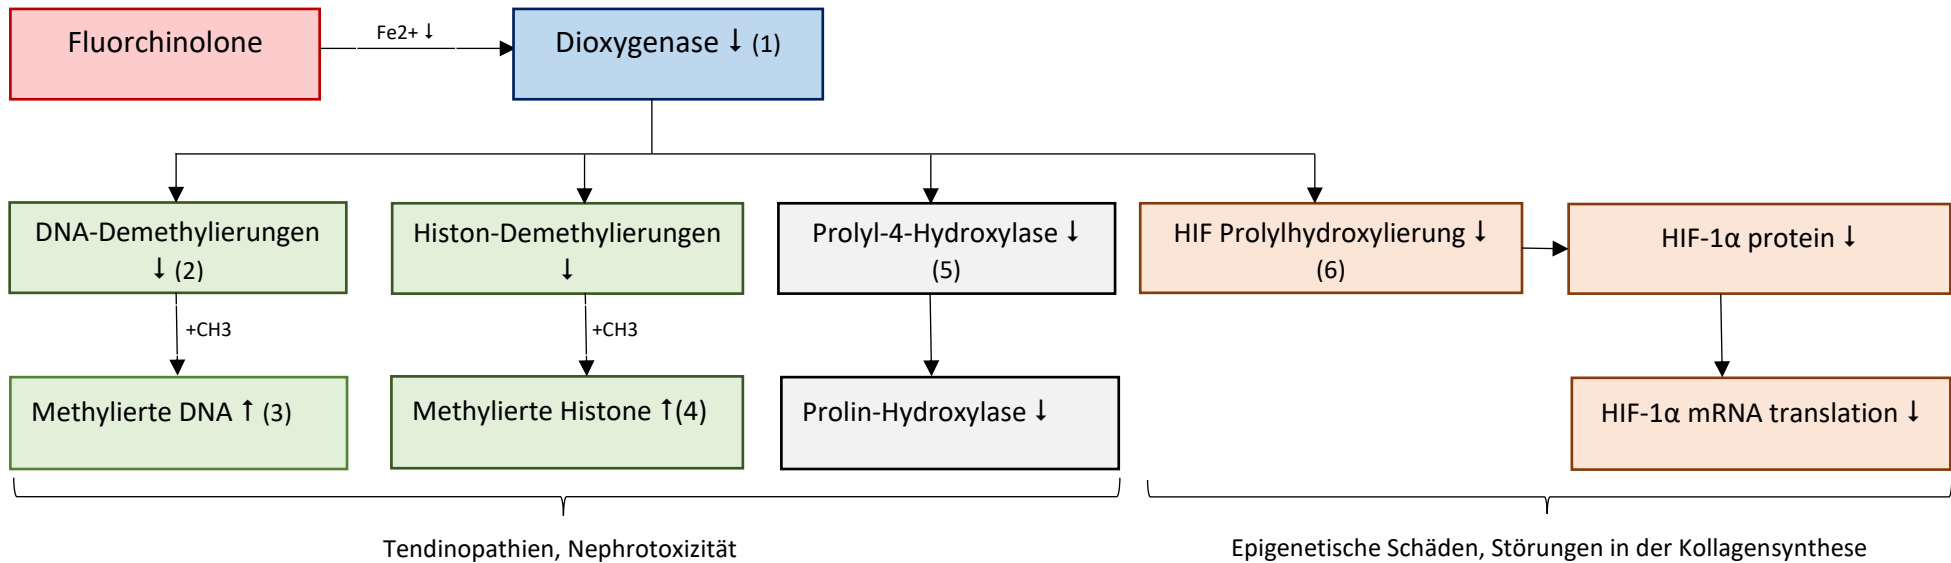 Fluorchinolone
Fe2+ ↓
Dioxygenase ↓ (1)
DNA-Demethylierungen
↓ (2)
Histon-Demethylierungen
↓
Prolyl-4-Hydroxylase ↓
(5)
HIF Prolylhydroxylierung ↓
(6)
HIF-1α protein ↓
+CH3
+CH3
Methylierte DNA ↑ (3)
Methylierte Histone ↑(4)
Prolin-Hydroxylase ↓
HIF-1α mRNA translation ↓
Tendinopathien, Nephrotoxizität
Epigenetische Schäden, Störungen in der Kollagensynthese